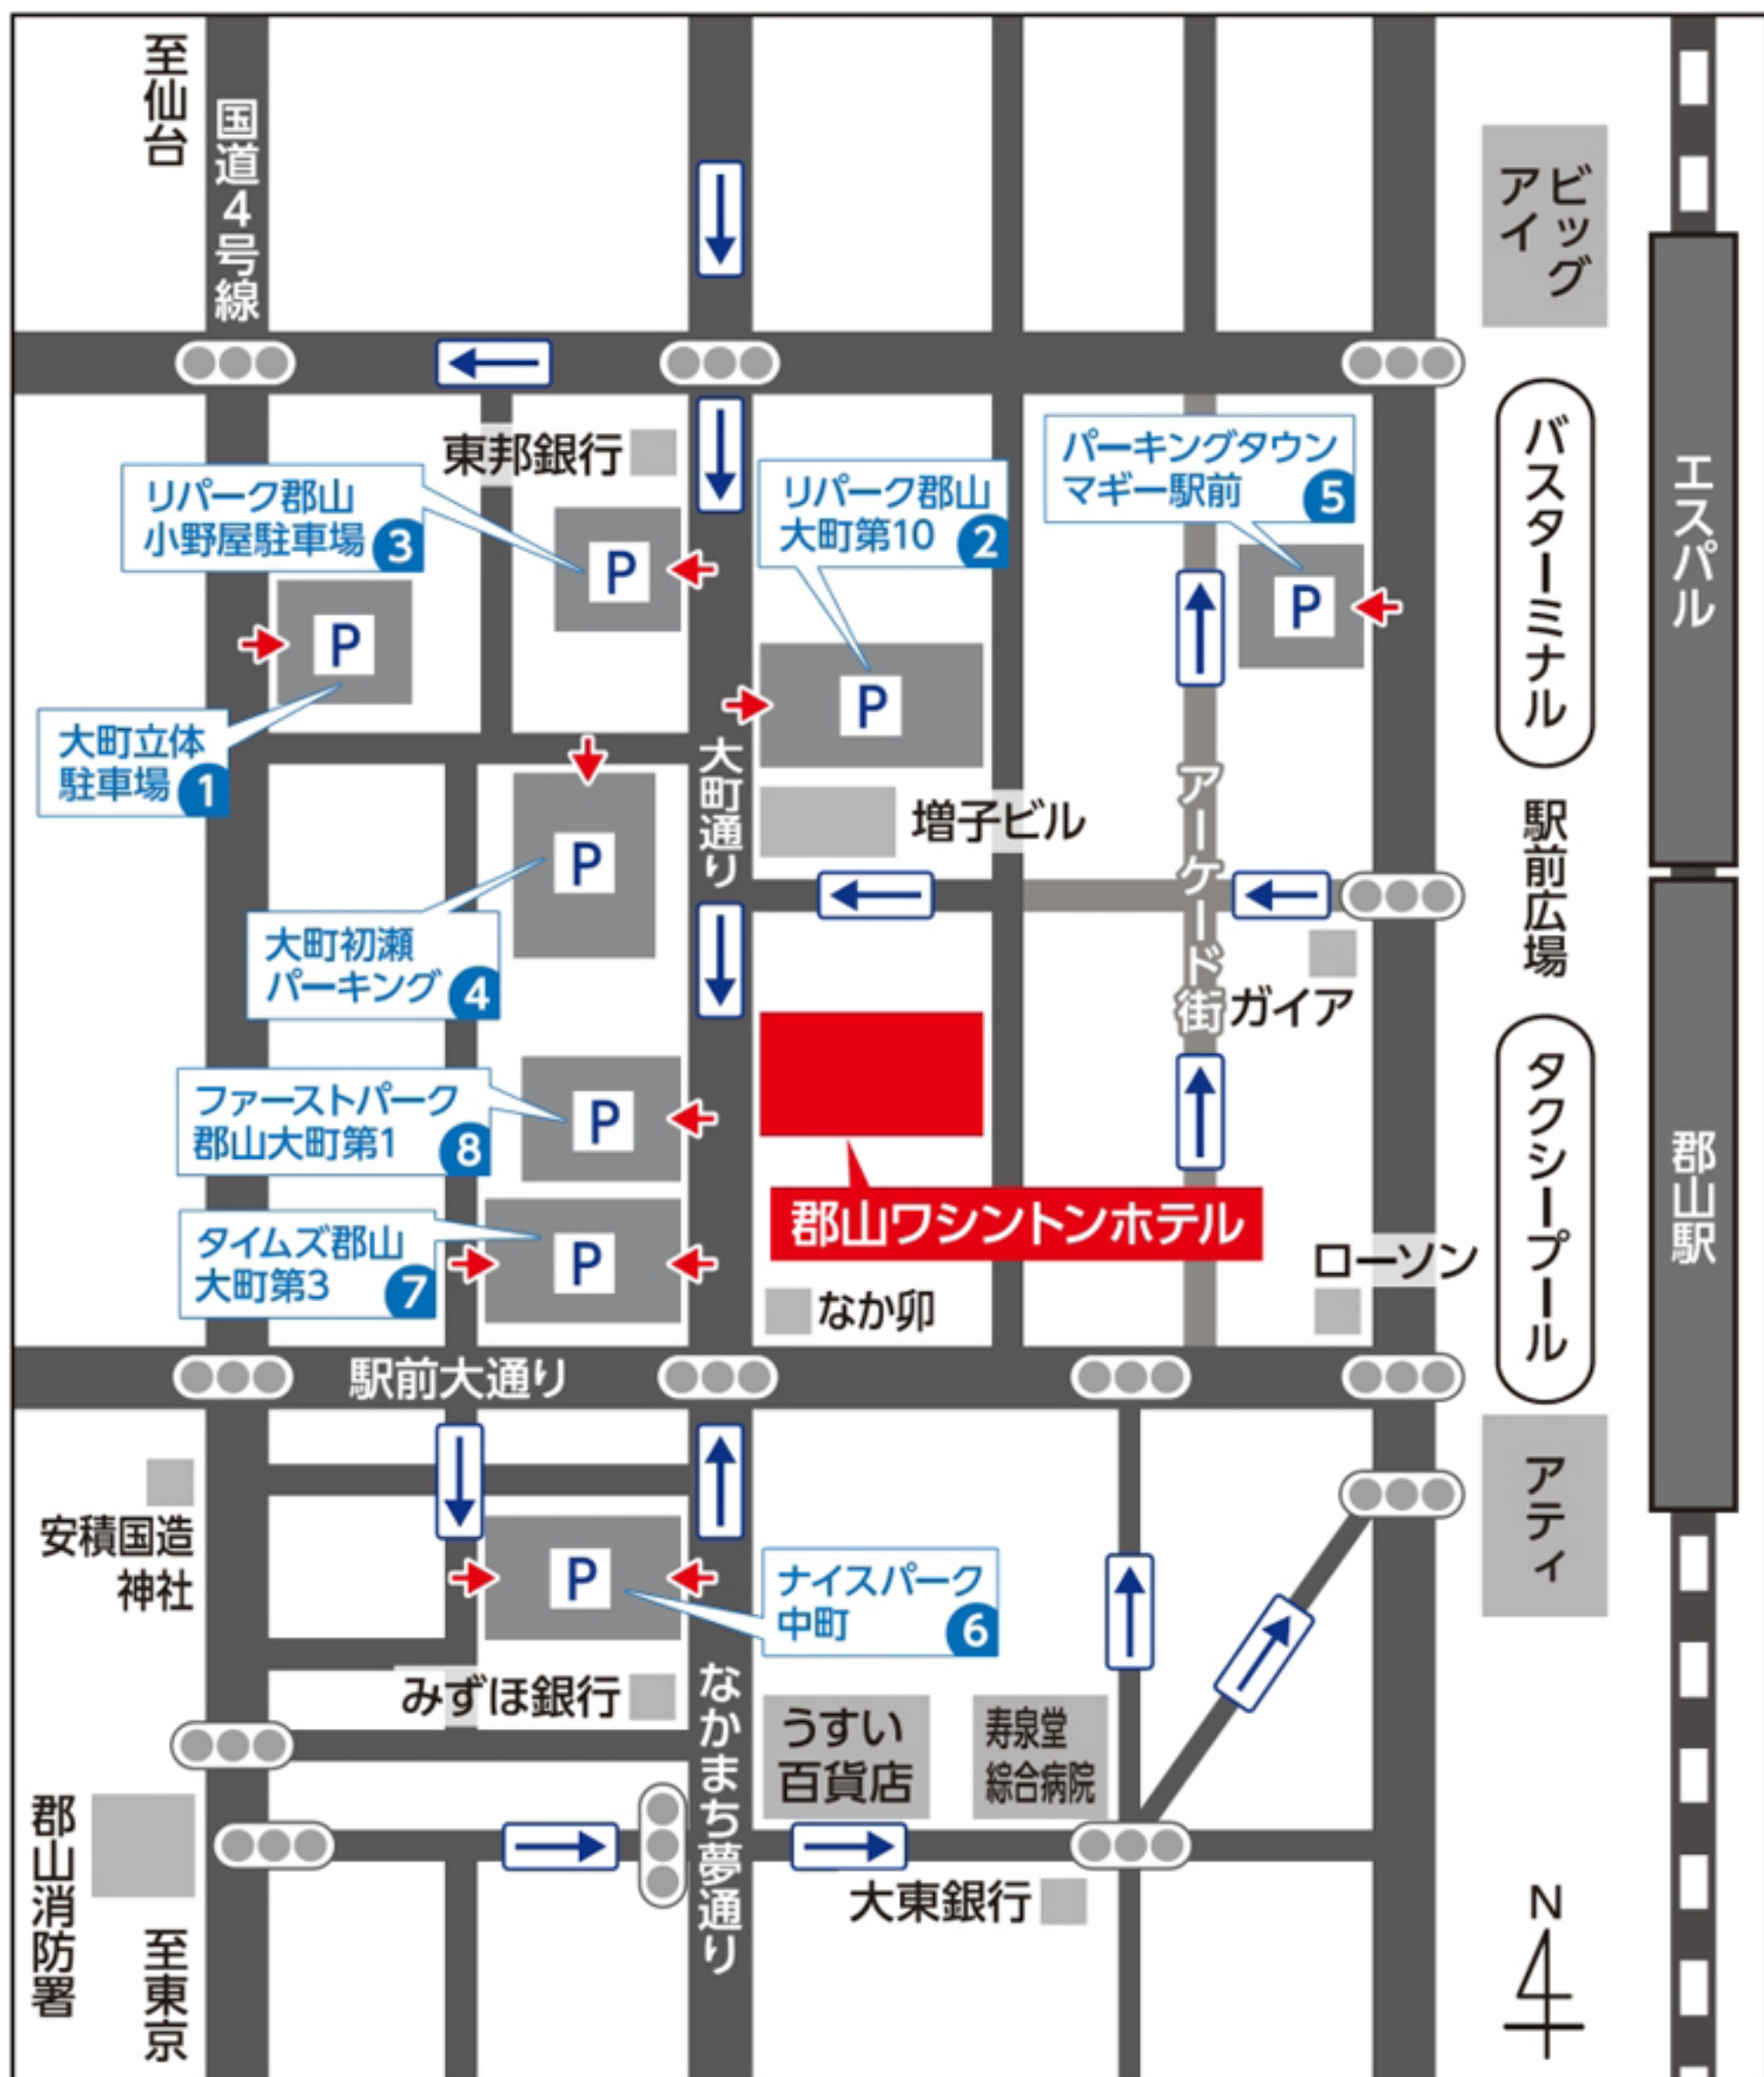 至仙台
国道4号線
ビッグ
アイ
東邦銀行
リパーク郡山
小野屋駐車場 3
P
リパーク郡山
大町第10 2
P
パーキングタウン
マギー駅前 5
P
バスターミナル
エスパル
P
大町立体
駐車場 1
大町通り
増子ビル
アーケード街
駅前広場
P
大町初瀬
パーキング 4
ガイア
ファーストパーク
郡山大町第1 8
P
郡山ワシントンホテル
タクシープール
郡山駅
タイムズ郡山
大町第3 7
P
なか卯
ローソン
駅前大通り
アティ
安積国造
神社
P
ナイスパーク
中町 6
みずほ銀行
なかまち夢通り
うすい
百貨店
寿泉堂
綜合病院
郡山消防署
大東銀行
至東京
N